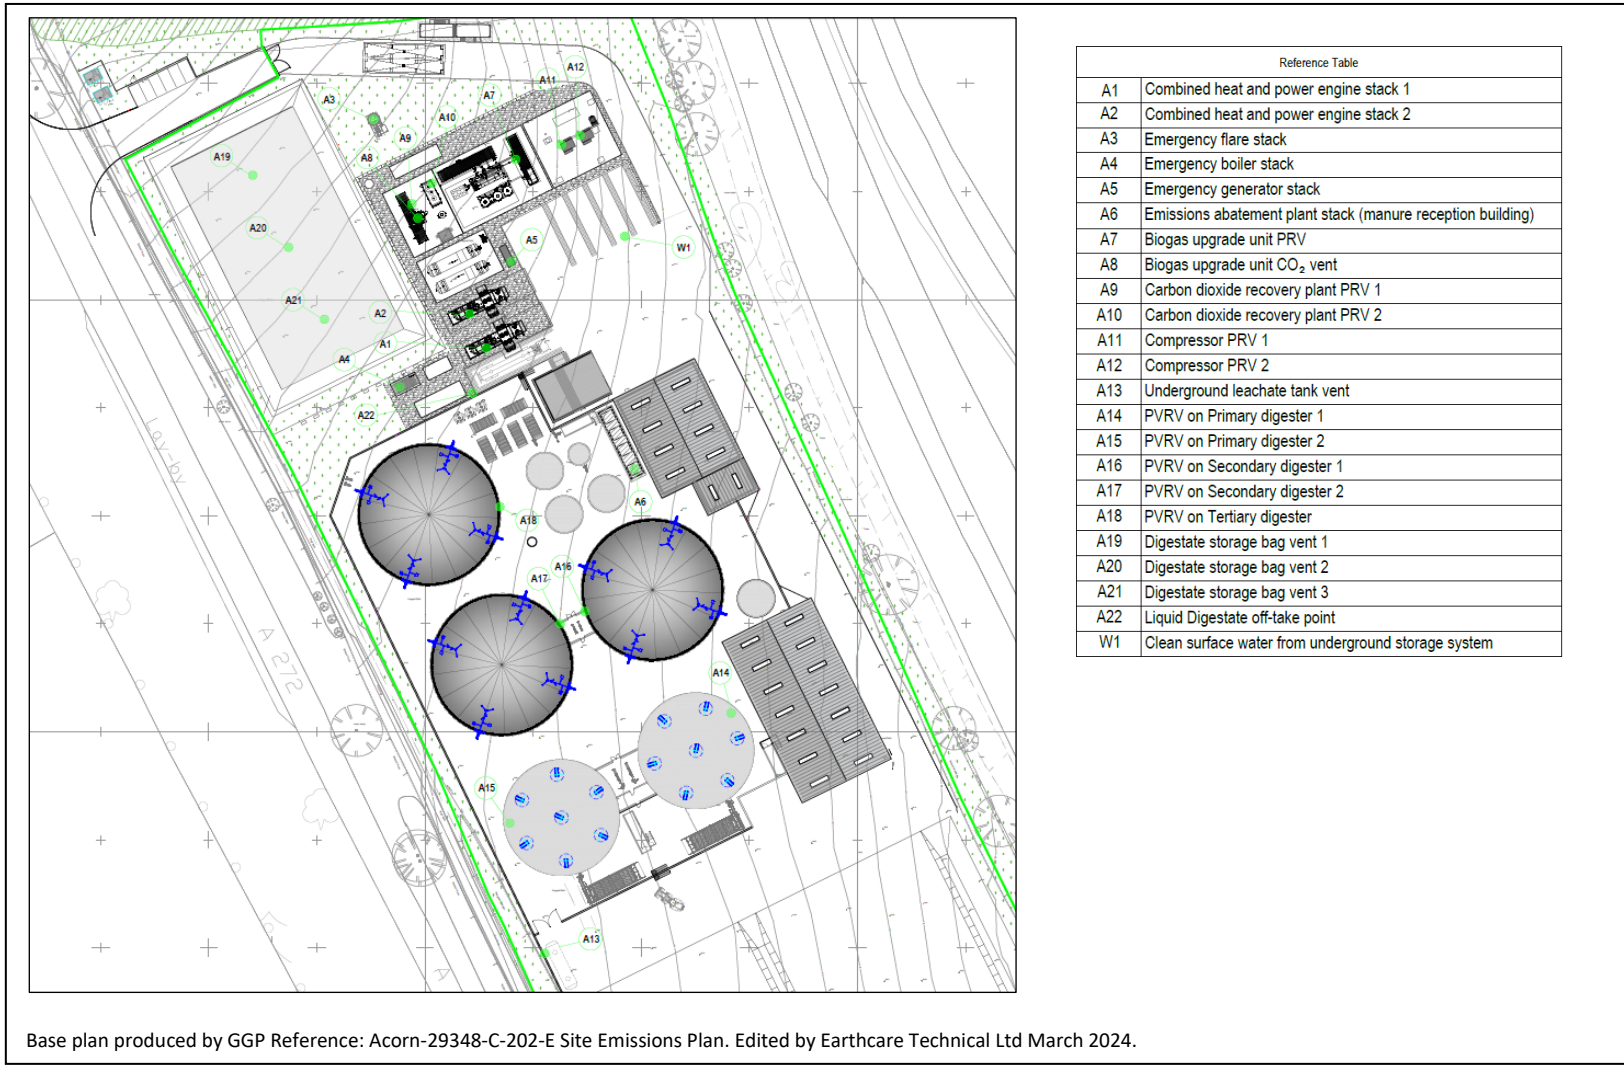 A12
A11
A7
A3
A10
A9
A8
A19
A20
A5
W1
A21
A2
A1
A4
A22
Lay-by
A6
A18
A16
A17
A 272
A14
A15
A13
A
Reference Table
A1 Combined heat and power engine stack 1
A2 Combined heat and power engine stack 2
A3 Emergency flare stack
A4 Emergency boiler stack
A5 Emergency generator stack
A6 Emissions abatement plant stack (manure reception building)
A7 Biogas upgrade unit PRV
A8 Biogas upgrade unit CO₂ vent
A9 Carbon dioxide recovery plant PRV 1
A10 Carbon dioxide recovery plant PRV 2
A11 Compressor PRV 1
A12 Compressor PRV 2
A13 Underground leachate tank vent
A14 PVRV on Primary digester 1
A15 PVRV on Primary digester 2
A16 PVRV on Secondary digester 1
A17 PVRV on Secondary digester 2
A18 PVRV on Tertiary digester
A19 Digestate storage bag vent 1
A20 Digestate storage bag vent 2
A21 Digestate storage bag vent 3
A22 Liquid Digestate off-take point
W1 Clean surface water from underground storage system
Base plan produced by GGP Reference: Acorn-29348-C-202-E Site Emissions Plan. Edited by Earthcare Technical Ltd March 2024.